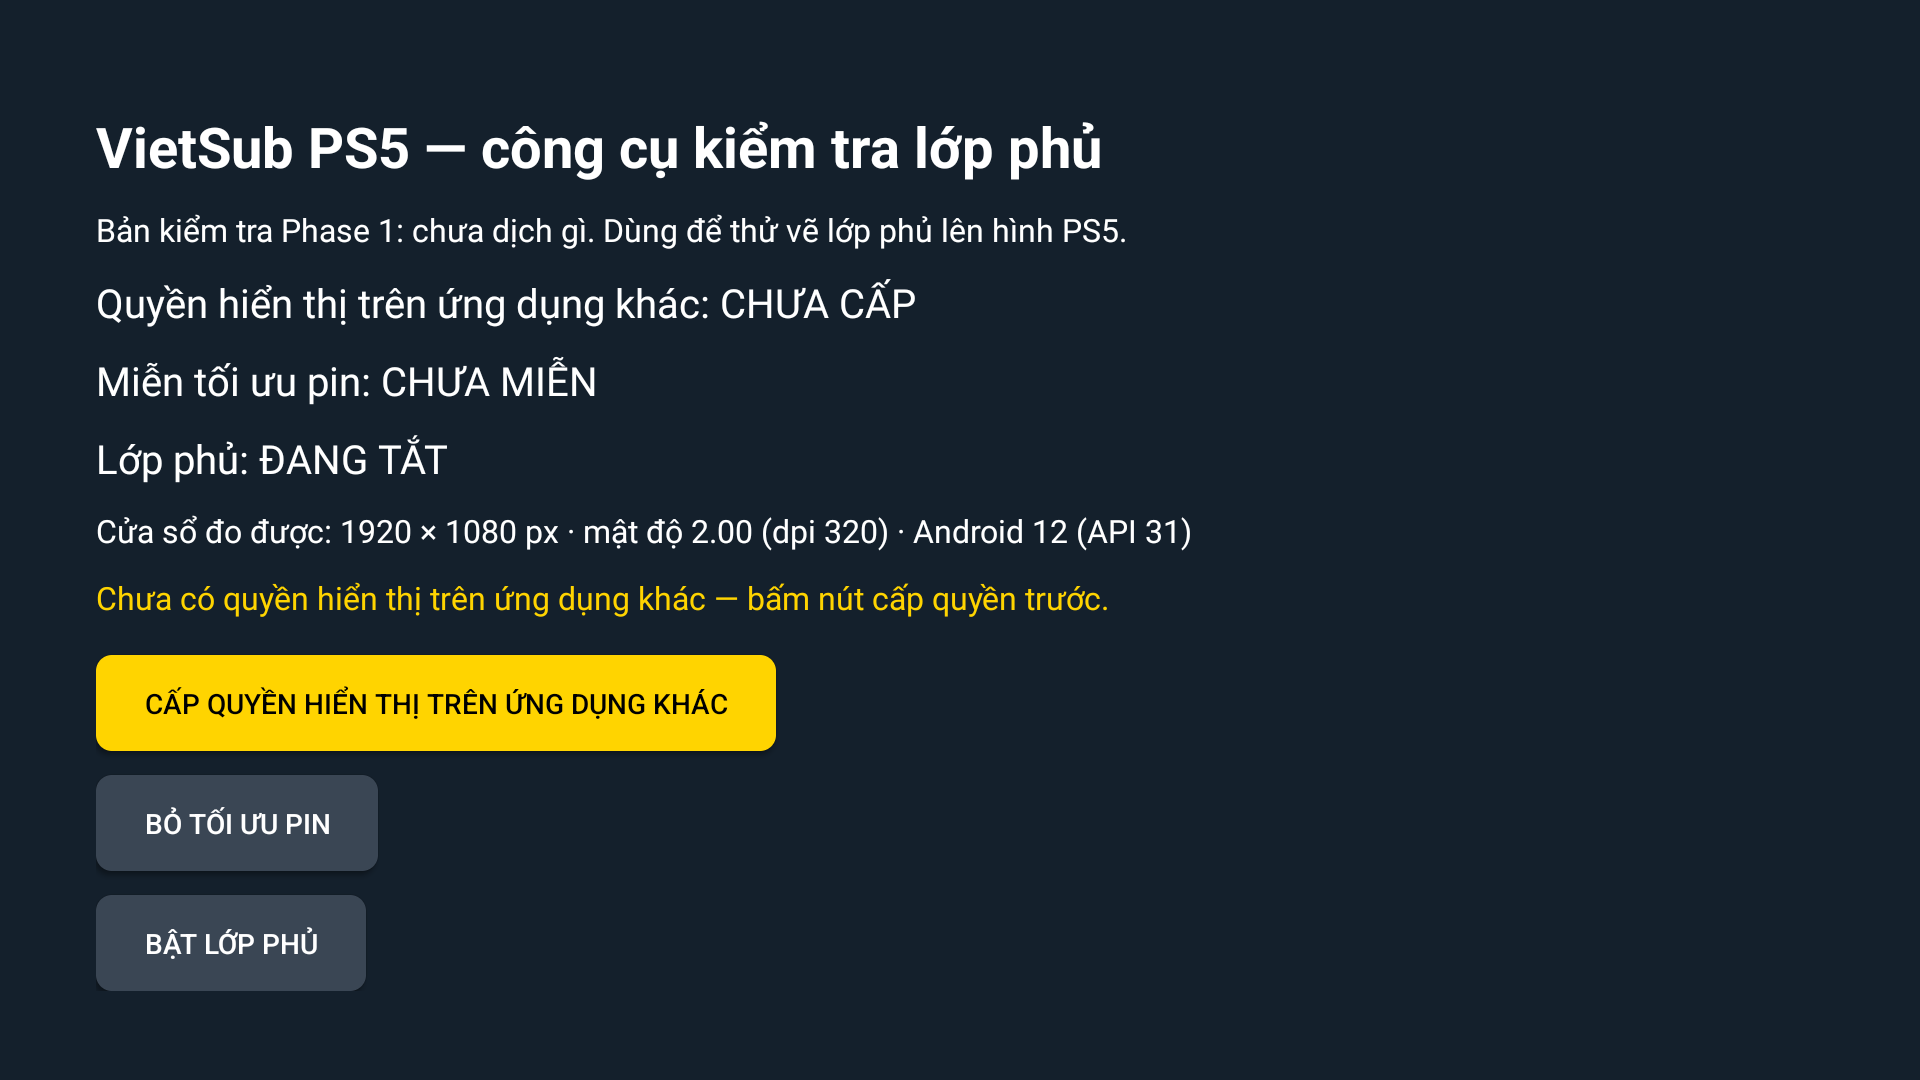 VietSub PS5 — công cụ kiểm tra lớp phủ
Bản kiểm tra Phase 1: chưa dịch gì. Dùng để thử vẽ lớp phủ lên hình PS5.
Quyền hiển thị trên ứng dụng khác: CHƯA CẤP
Miễn tối ưu pin: CHƯA MIỄN
Lớp phủ: ĐANG TẮT
Cửa sổ đo được: 1920 × 1080 px · mật độ 2.00 (dpi 320) · Android 12 (API 31)
Chưa có quyền hiển thị trên ứng dụng khác — bấm nút cấp quyền trước.
CẤP QUYỀN HIỂN THỊ TRÊN ỨNG DỤNG KHÁC
BỎ TỐI ƯU PIN
BẬT LỚP PHỦ